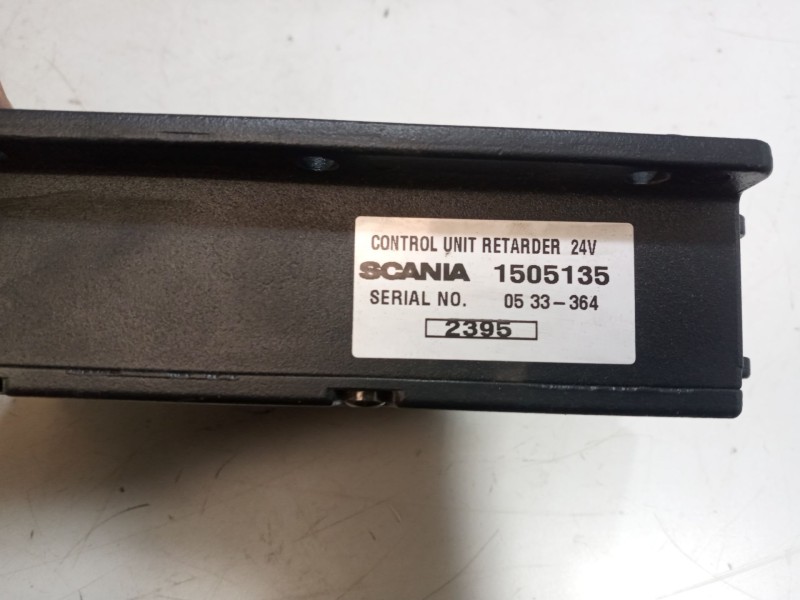 CONTROL UNIT RETARDER 24V
SCANIA 1505135
SERIAL NO. 05 33-364
2395